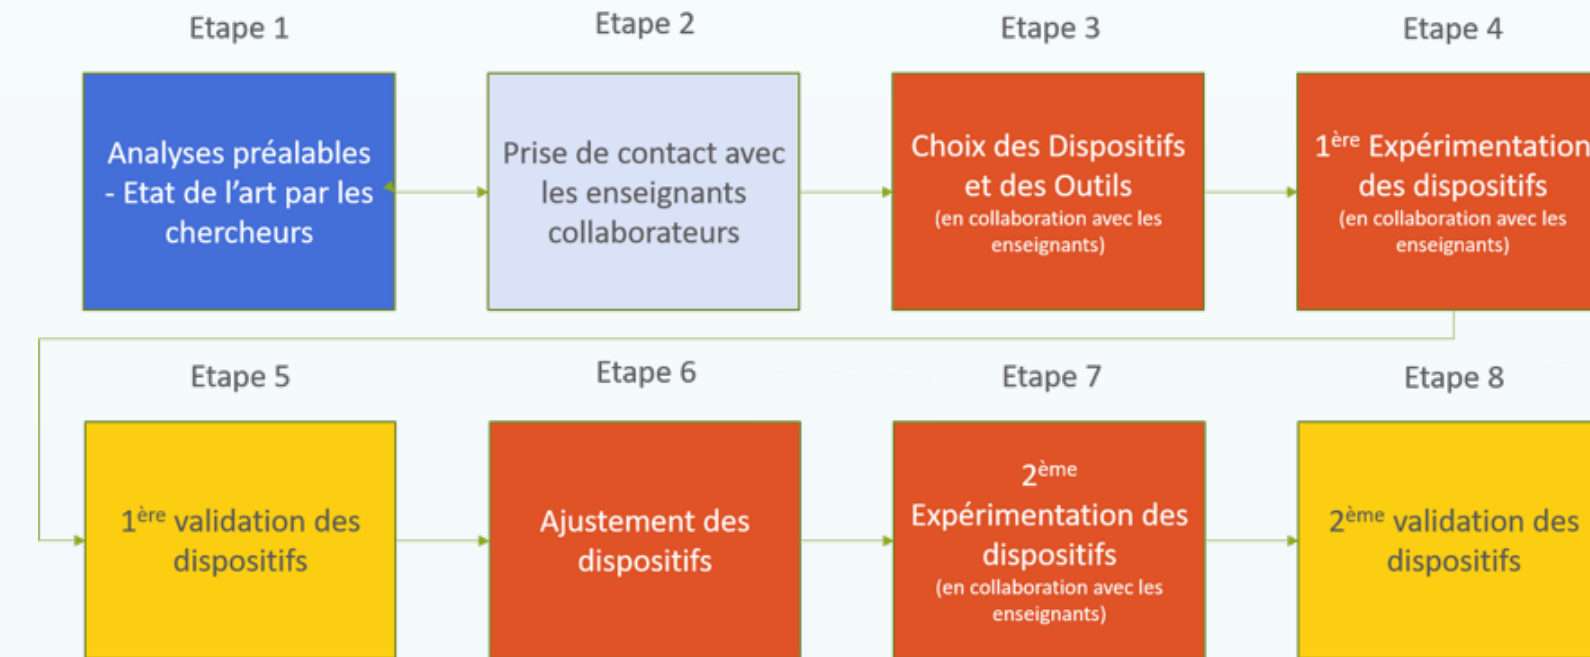 Etape 1
Etape 2
Etape 3
Etape 4
Analyses préalables
- Etat de l'art par les
chercheurs
Prise de contact avec
les enseignants
collaborateurs
Choix des Dispositifs
et des Outils
(en collaboration avec les
enseignants)
1ère Expérimentation
des dispositifs
(en collaboration avec les
enseignants)
Etape 5
Etape 6
Etape 7
Etape 8
1ère validation des
dispositifs
Ajustement des
dispositifs
2ème
Expérimentation des
dispositifs
(en collaboration avec les
enseignants)
2ème validation des
dispositifs